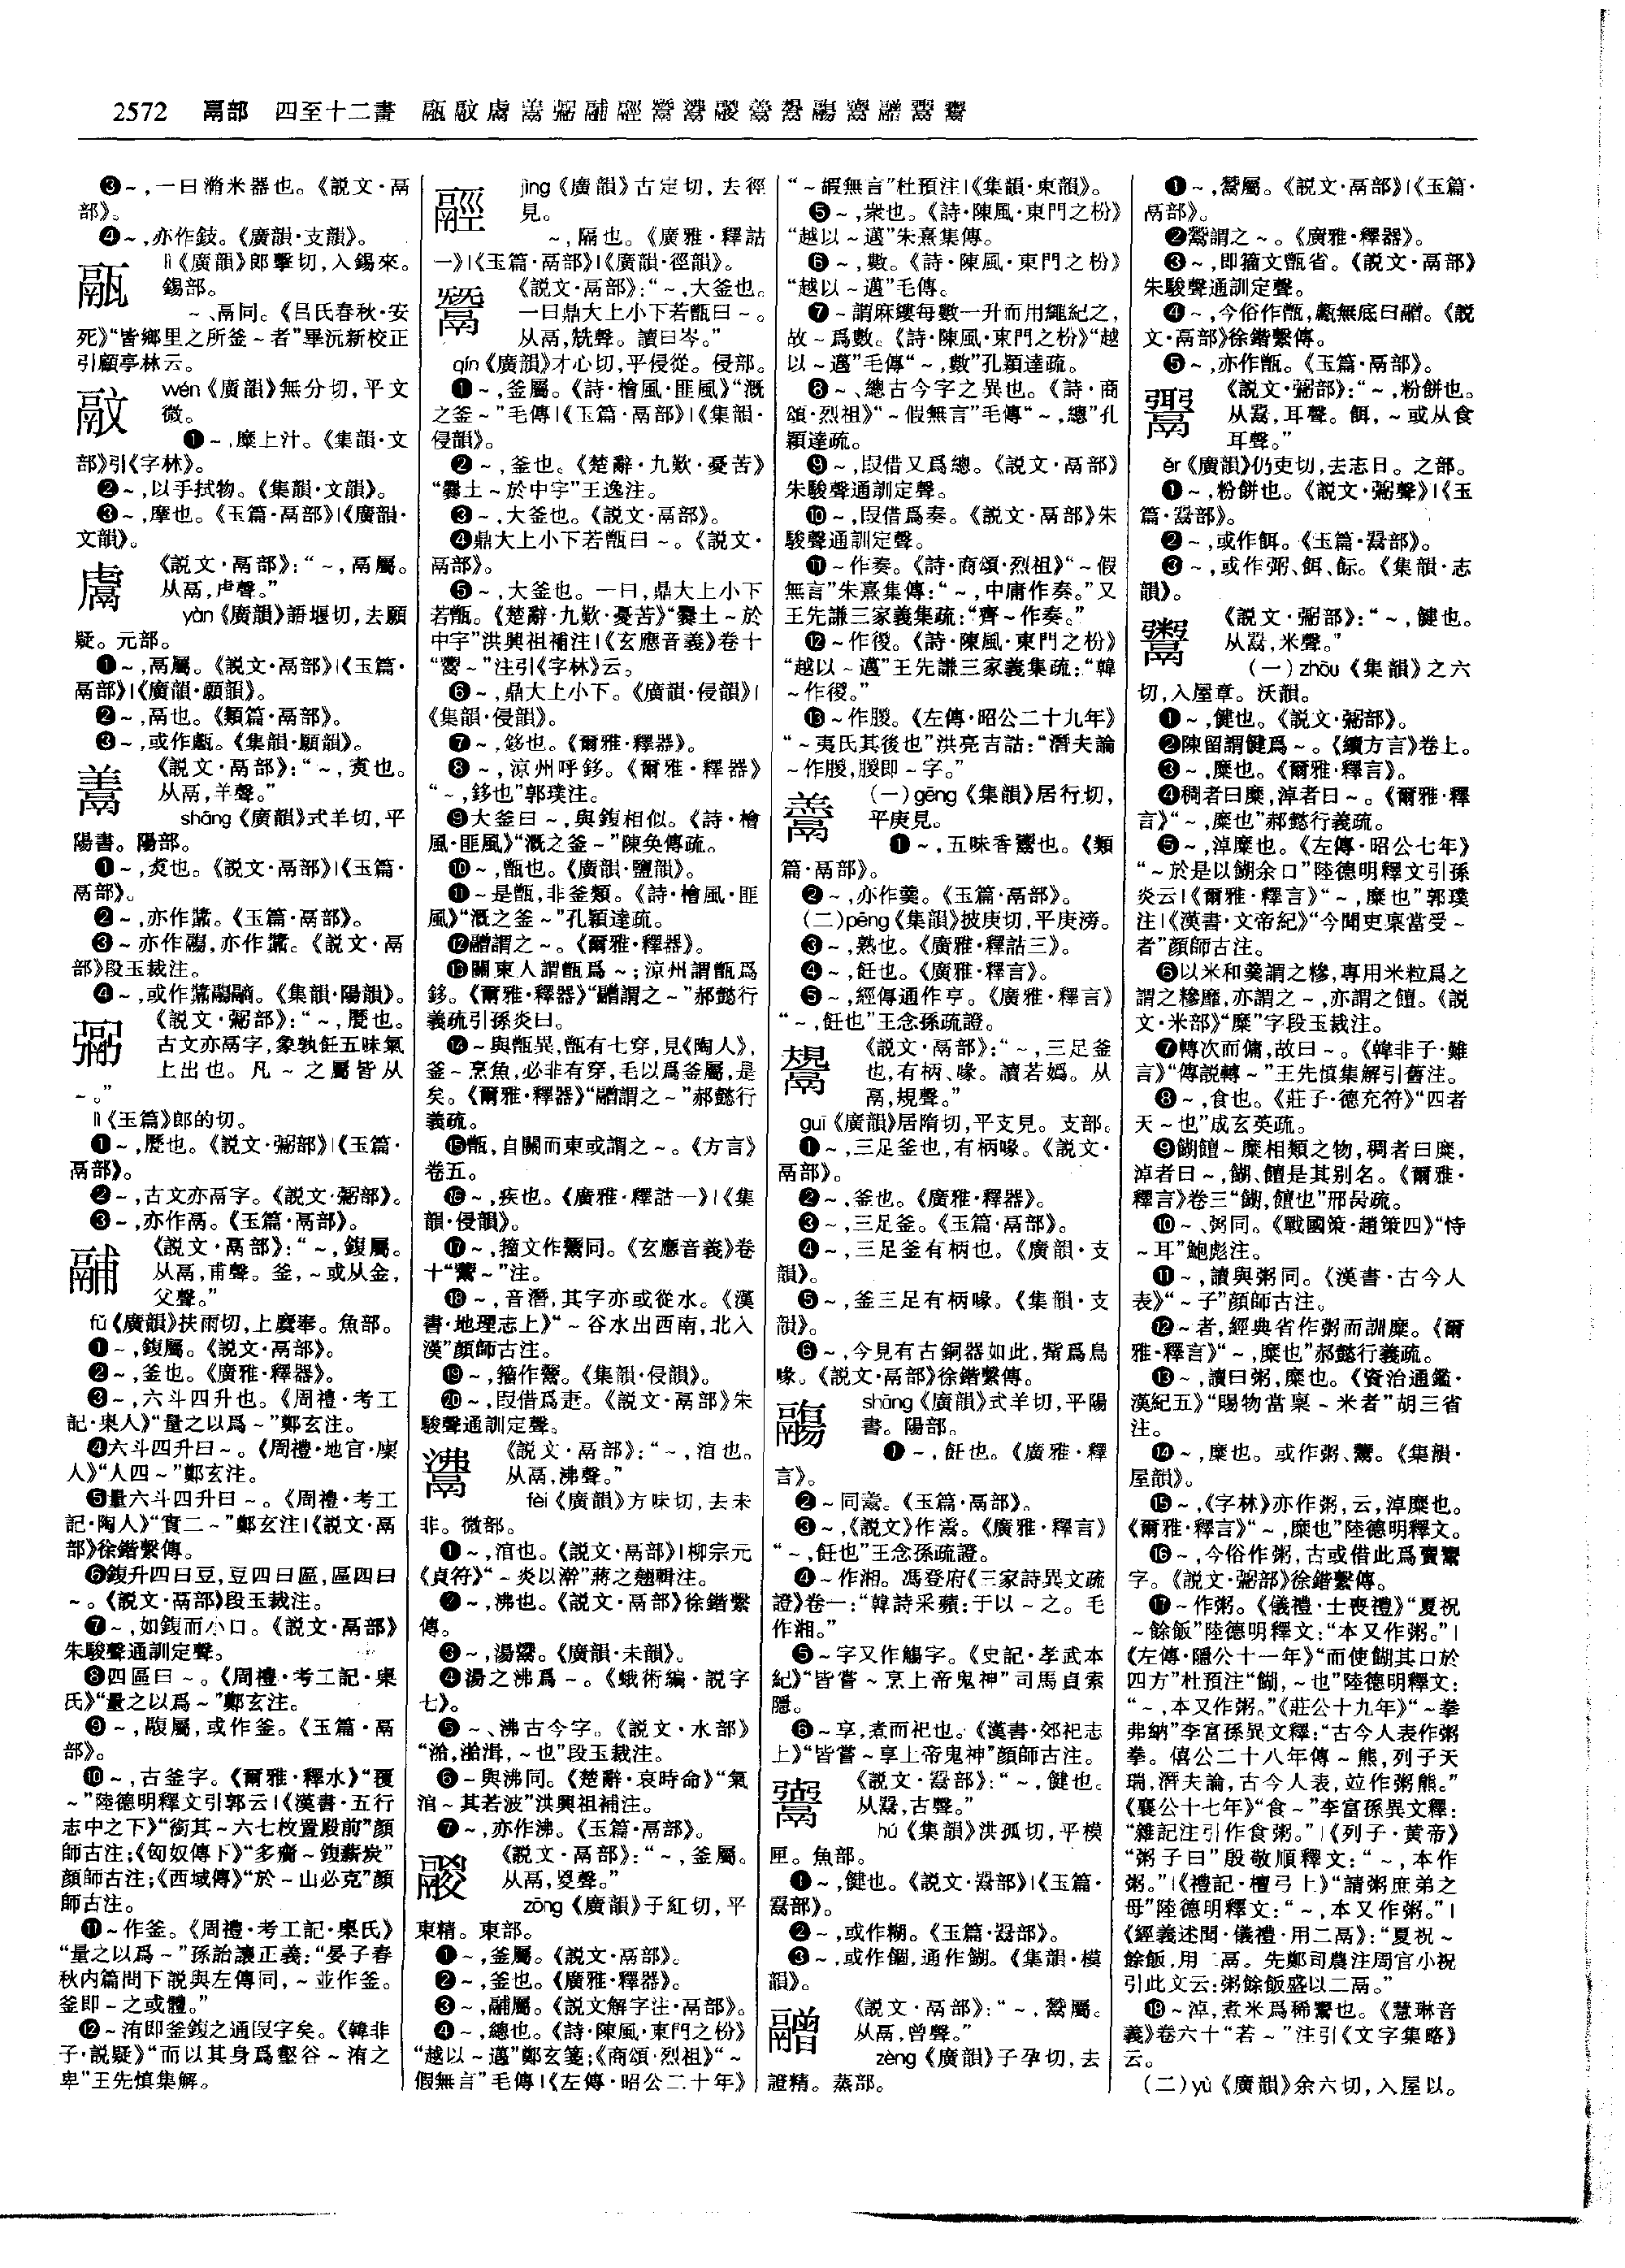 2572 鬲部 四至十二畫
❸～，一曰滫米器也。《説文·鬲
部》。
❹～，亦作䥝。《廣韻·支韻》。
lì《廣韻》郎擊切，入錫來。
錫部。
～、鬲同。《吕氏春秋·安
死》“皆鄉里之所釜～者”畢沅新校正
引顧亭林云。
wén《廣韻》無分切，平文
微。
❶～，糜上汁。《集韻·文
部》引《字林》。
❷～，以手拭物。《集韻·文韻》。
❸～，摩也。《玉篇·鬲部》|《廣韻·
文韻》。
鬳
《説文·鬲部》：“～，鬲屬。
从鬲，虍聲。”
yàn《廣韻》語堰切，去願
疑。元部。
❶～，鬲屬。《説文·鬲部》|《玉篇·
鬲部》|《廣韻·願韻》。
❷～，鬲也。《類篇·鬲部》。
❸～，或作甗。《集韻·願韻》。
《説文·鬲部》：“～，煑也。
从鬲，羊聲。”
shāng《廣韻》式羊切，平
陽書。陽部。
❶～，煑也。《説文·鬲部》|《玉篇·
鬲部》。
❷～，亦作䵼。《玉篇·鬲部》。
❸～亦作鬺，亦作䵼。《説文·鬲
部》段玉裁注。
❹～，或作䵼鬺䰞。《集韻·陽韻》。
䰜
《説文·䰜部》：“～，㽁也。
古文亦鬲字，象孰飪五味氣
上出也。凡～之屬皆从
～。”
lì《玉篇》郎的切。
❶～，㽁也。《説文·䰜部》|《玉篇·
鬲部》。
❷～，古文亦鬲字。《説文·䰜部》。
❸～，亦作鬲。《玉篇·鬲部》。
鬴
《説文·鬲部》：“～，鍑屬。
从鬲，甫聲。釜，～或从金，
父聲。”
fǔ《廣韻》扶雨切，上麌奉。魚部。
❶～，鍑屬。《説文·鬲部》。
❷～，釜也。《廣雅·釋器》。
❸～，六斗四升也。《周禮·考工
記·㮚人》“量之以爲～”鄭玄注。
❹六斗四升曰～。《周禮·地官·廩
人》“人四～”鄭玄注。
❺量六斗四升曰～。《周禮·考工
記·陶人》“實二～”鄭玄注|《説文·鬲
部》徐鍇繫傳。
❻鍑升四曰豆，豆四曰區，區四曰
～。《説文·鬲部》段玉裁注。
❼～，如鍑而小口。《説文·鬲部》
朱駿聲通訓定聲。
❽四區曰～。《周禮·考工記·㮚
氏》“量之以爲～”鄭玄注。
❾～，鬷屬，或作釜。《玉篇·鬲
部》。
❿～，古釜字。《爾雅·釋水》“覆
～”陸德明釋文引郭云|《漢書·五行
志中之下》“銜其～六七枚置殿前”顔
師古注；《匈奴傳下》“多齎～鍑薪炭”
顔師古注；《西域傳》“於～山必克”顔
師古注。
⓫～作釜。《周禮·考工記·㮚氏》
“量之以爲～”孫詒讓正義：“晏子春
秋内篇問下説與左傳同，～並作釜。
釜即～之或體。”
⓬～洧即釜鍑之通叚字矣。《韓非
子·説疑》“而以其身爲壑谷～洧之
卑”王先慎集解。
jìng《廣韻》古定切，去徑
見。
～，隔也。《廣雅·釋詁
一》|《玉篇·鬲部》|《廣韻·徑韻》。
鬵
《説文·鬲部》：“～，大釜也。
一曰鼎大上小下若甑曰～。
从鬲，兓聲。讀曰岑。”
qín《廣韻》才心切，平侵從。侵部。
❶～，釜屬。《詩·檜風·匪風》“溉
之釜～”毛傳|《玉篇·鬲部》|《集韻·
侵韻》。
❷～，釜也。《楚辭·九歎·憂苦》
“爨土～於中宇”王逸注。
❸～，大釜也。《説文·鬲部》。
❹鼎大上小下若甑曰～。《説文·
鬲部》。
❺～，大釜也。一曰，鼎大上小下
若甑。《楚辭·九歎·憂苦》“爨土～於
中宇”洪興祖補注|《玄應音義》卷十
“鬻～”注引《字林》云。
❻～，鼎大上小下。《廣韻·侵韻》|
《集韻·侵韻》。
❼～，鉹也。《爾雅·釋器》。
❽～，涼州呼鉹。《爾雅·釋器》
“～，鉹也”郭璞注。
❾大釜曰～，與鍑相似。《詩·檜
風·匪風》“溉之釜～”陳奂傳疏。
❿～，甑也。《廣韻·鹽韻》。
⓫～是甑，非釜類。《詩·檜風·匪
風》“溉之釜～”孔穎達疏。
⓬䰝謂之～。《爾雅·釋器》。
⓭關東人謂甑爲～；涼州謂甑爲
鉹。《爾雅·釋器》“䰝謂之～”郝懿行
義疏引孫炎曰。
⓮～與甑異，甑有七穿，見《陶人》，
釜～烹魚，必非有穿，毛以爲釜屬，是
矣。《爾雅·釋器》“䰝謂之～”郝懿行
義疏。
⓯甑，自關而東或謂之～。《方言》
卷五。
⓰～，疾也。《廣雅·釋詁一》|《集
韻·侵韻》。
⓱～，籀文作䰼同。《玄應音義》卷
十“鬻～”注。
⓲～，音潛，其字亦或從水。《漢
書·地理志上》“～谷水出西南，北入
漢”顔師古注。
⓳～，籀作䰼。《集韻·侵韻》。
⓴～，叚借爲疌。《説文·鬲部》朱
駿聲通訓定聲。
《説文·鬲部》：“～，涫也。
从鬲，沸聲。”
fèi《廣韻》方味切，去未
非。微部。
❶～，涫也。《説文·鬲部》|柳宗元
《貞符》“～炎以澣”蔣之翹輯注。
❷～，沸也。《説文·鬲部》徐鍇繫
傳。
❸～，湯䰽。《廣韻·未韻》。
❹湯之沸爲～。《蛾術編·説字
七》。
❺～、沸古今字。《説文·水部》
“涾，涾溢，～也”段玉裁注。
❻～與沸同。《楚辭·哀時命》“氣
涫～其若波”洪興祖補注。
❼～，亦作沸。《玉篇·鬲部》。
鬷
《説文·鬲部》：“～，釜屬。
从鬲，㚇聲。”
zōng《廣韻》子紅切，平
東精。東部。
❶～，釜屬。《説文·鬲部》。
❷～，釜也。《廣雅·釋器》。
❸～，鬴屬。《説文解字注·鬲部》。
❹～，總也。《詩·陳風·東門之枌》
“越以～邁”鄭玄箋；《商頌·烈祖》“～
假無言”毛傳|《左傳·昭公二十年》
“～嘏無言”杜預注|《集韻·東韻》。
❺～，衆也。《詩·陳風·東門之枌》
“越以～邁”朱熹集傳。
❻～，數。《詩·陳風·東門之枌》
“越以～邁”毛傳。
❼～謂麻縷每數一升而用繩紀之，
故～爲數。《詩·陳風·東門之枌》“越
以～邁”毛傳“～，數”孔穎達疏。
❽～、總古今字之異也。《詩·商
頌·烈祖》“～假無言”毛傳“～，總”孔
穎達疏。
❾～，叚借又爲總。《説文·鬲部》
朱駿聲通訓定聲。
❿～，叚借爲奏。《説文·鬲部》朱
駿聲通訓定聲。
⓫～作奏。《詩·商頌·烈祖》“～假
無言”朱熹集傳：“～，中庸作奏。”又
王先謙三家義集疏：“齊～作奏。”
⓬～作㣭。《詩·陳風·東門之枌》
“越以～邁”王先謙三家義集疏：“韓
～作㣭。”
⓭～作朡。《左傳·昭公二十九年》
“～夷氏其後也”洪亮吉詁：“潛夫論
～作朡，朡即～字。”
(一)gēng《集韻》居行切，
平庚見。
❶～，五味香鬻也。《類
篇·鬲部》。
❷～，亦作羹。《玉篇·鬲部》。
(二)pēng《集韻》披庚切，平庚滂。
❸～，熟也。《廣雅·釋詁三》。
❹～，飪也。《廣雅·釋言》。
❺～，經傳通作亨。《廣雅·釋言》
“～，飪也”王念孫疏證。
鬹
《説文·鬲部》：“～，三足釜
也，有柄、喙。讀若嬀。从
鬲，規聲。”
guī《廣韻》居隋切，平支見。支部。
❶～，三足釜也，有柄喙。《説文·
鬲部》。
❷～，釜也。《廣雅·釋器》。
❸～，三足釜。《玉篇·鬲部》。
❹～，三足釜有柄也。《廣韻·支
韻》。
❺～，釜三足有柄喙。《集韻·支
韻》。
❻～，今見有古銅器如此，觜爲鳥
喙。《説文·鬲部》徐鍇繫傳。
鬺
shāng《廣韻》式羊切，平陽
書。陽部。
❶～，飪也。《廣雅·釋
言》。
❷～同䵼。《玉篇·鬲部》。
❸～，《説文》作䵼。《廣雅·釋言》
“～，飪也”王念孫疏證。
❹～作湘。馮登府《三家詩異文疏
證》卷一：“韓詩采蘋：于以～之。毛
作湘。”
❺～字又作觴字。《史記·孝武本
紀》“皆嘗～烹上帝鬼神”司馬貞索
隱。
❻～享，煮而祀也。《漢書·郊祀志
上》“皆嘗～享上帝鬼神”顔師古注。
《説文·䰜部》：“～，䭈也。
从䰜，古聲。”
hú《集韻》洪孤切，平模
匣。魚部。
❶～，䭈也。《説文·䰜部》|《玉篇·
䰜部》。
❷～，或作糊。《玉篇·䰜部》。
❸～，或作䭅，通作餬。《集韻·模
韻》。
䰝
《説文·鬲部》：“～，鬵屬。
从鬲，曾聲。”
zèng《廣韻》子孕切，去
證精。蒸部。
❶～，鬵屬。《説文·鬲部》|《玉篇·
鬲部》。
❷鬵謂之～。《廣雅·釋器》。
❸～，即籀文甑省。《説文·鬲部》
朱駿聲通訓定聲。
❹～，今俗作甑，甗無底曰䰝。《説
文·鬲部》徐鍇繫傳。
❺～，亦作甑。《玉篇·鬲部》。
《説文·䰜部》：“～，粉餅也。
从䰜，耳聲。餌，～或从食
耳聲。”
ěr《廣韻》仍吏切，去志日。之部。
❶～，粉餅也。《説文·䰜聲》|《玉
篇·䰜部》。
❷～，或作餌。《玉篇·䰜部》。
❸～，或作弻、餌、䬵。《集韻·志
韻》。
鬻
《説文·䰜部》：“～，䭈也。
从䰜，米聲。”
(一)zhōu《集韻》之六
切，入屋章。沃韻。
❶～，䭈也。《説文·䰜部》。
❷陳留謂䭈爲～。《續方言》卷上。
❸～，糜也。《爾雅·釋言》。
❹稠者曰糜，淖者曰～。《爾雅·釋
言》“～，糜也”郝懿行義疏。
❺～，淖糜也。《左傳·昭公七年》
“～於是以餬余口”陸德明釋文引孫
炎云|《爾雅·釋言》“～，糜也”郭璞
注|《漢書·文帝紀》“今聞吏稟當受～
者”顔師古注。
❻以米和羹謂之糝，專用米粒爲之
謂之糝糜，亦謂之～，亦謂之饘。《説
文·米部》“糜”字段玉裁注。
❼轉次而傭，故曰～。《韓非子·難
言》“傳説轉～”王先慎集解引舊注。
❽～，食也。《莊子·德充符》“四者
天～也”成玄英疏。
❾餬饘～糜相類之物，稠者曰糜，
淖者曰～，餬、饘是其别名。《爾雅·
釋言》卷三“餬，饘也”邢昺疏。
❿～、粥同。《戰國策·趙策四》“恃
～耳”鮑彪注。
⓫～，讀與粥同。《漢書·古今人
表》“～子”顔師古注。
⓬～者，經典省作粥而訓糜。《爾
雅·釋言》“～，糜也”郝懿行義疏。
⓭～，讀曰粥，糜也。《資治通鑑·
漢紀五》“賜物當稟～米者”胡三省
注。
⓮～，糜也。或作粥、鬻。《集韻·
屋韻》。
⓯～，《字林》亦作粥，云，淖糜也。
《爾雅·釋言》“～，糜也”陸德明釋文。
⓰～，今俗作粥，古或借此爲賣鬻
字。《説文·䰜部》徐鍇繫傳。
⓱～作粥。《儀禮·士喪禮》“夏祝
～餘飯”陸德明釋文：“本又作粥。”|
《左傳·隱公十一年》“而使餬其口於
四方”杜預注“餬，～也”陸德明釋文：
“～，本又作粥。”《莊公十九年》“～拳
弗納”李富孫異文釋：“古今人表作粥
拳。僖公二十八年傳～熊，列子天
瑞，潛夫論，古今人表，竝作粥熊。”
《襄公十七年》“食～”李富孫異文釋：
“雜記注引作食粥。”|《列子·黄帝》
“粥子曰”殷敬順釋文：“～，本作
粥。”|《禮記·檀弓上》“請粥庶弟之
母”陸德明釋文：“～，本又作粥。”|
《經義述聞·儀禮·用二鬲》：“夏祝～
餘飯，用二鬲。先鄭司農注周官小祝
引此文云：粥餘飯盛以二鬲。”
⓲～淖，煮米爲稀鬻也。《慧琳音
義》卷六十“若～”注引《文字集略》
云。
(二)yù《廣韻》余六切，入屋以。